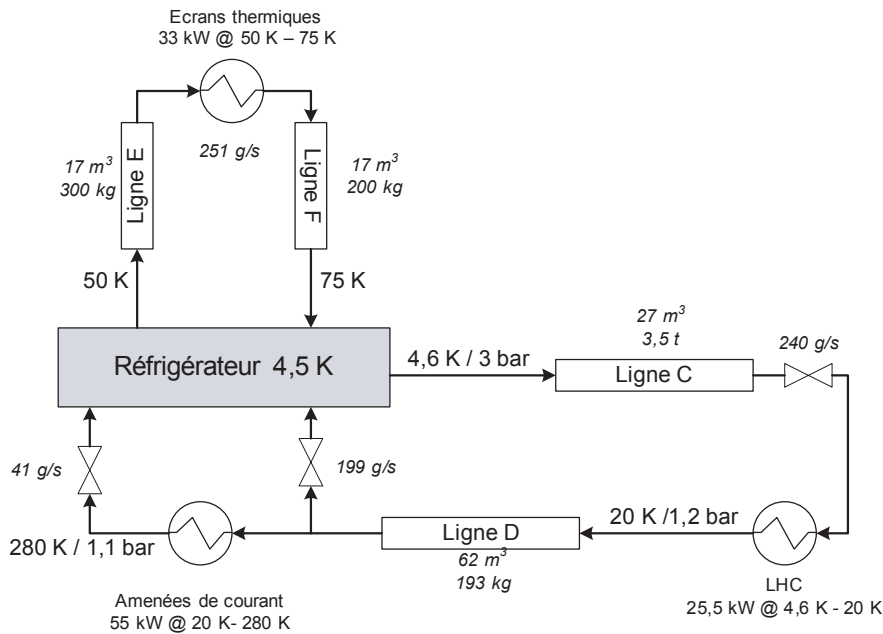 Ecrans thermiques
33 kW @ 50 K – 75 K
251 g/s
17 m³
300 kg
Ligne E
Ligne F
17 m³
200 kg
50 K
75 K
Réfrigérateur 4,5 K
4,6 K / 3 bar
27 m³
3,5 t
Ligne C
240 g/s
41 g/s
199 g/s
280 K / 1,1 bar
Ligne D
62 m³
193 kg
20 K /1,2 bar
Amenées de courant
55 kW @ 20 K- 280 K
LHC
25,5 kW @ 4,6 K - 20 K